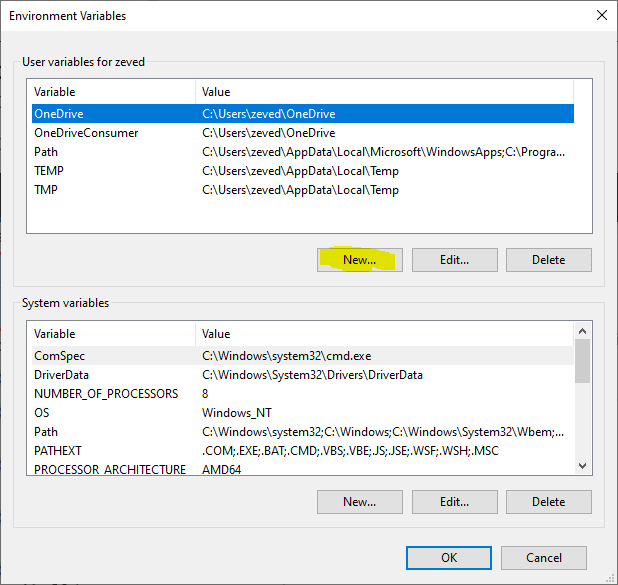 Environment Variables
User variables for zeved
Variable Value
OneDrive C:\Users\zeved\OneDrive
OneDriveConsumer C:\Users\zeved\OneDrive
Path C:\Users\zeved\AppData\Local\Microsoft\WindowsApps;C:\Progra...
TEMP C:\Users\zeved\AppData\Local\Temp
TMP C:\Users\zeved\AppData\Local\Temp
New... Edit... Delete
System variables
Variable Value
ComSpec C:\Windows\system32\cmd.exe
DriverData C:\Windows\System32\Drivers\DriverData
NUMBER_OF_PROCESSORS 8
OS Windows_NT
Path C:\Windows\system32;C:\Windows;C:\Windows\System32\Wbem;...
PATHEXT .COM;.EXE;.BAT;.CMD;.VBS;.VBE;.JS;.JSE;.WSF;.WSH;.MSC
PROCESSOR_ARCHITECTURE AMD64
New... Edit... Delete
OK Cancel